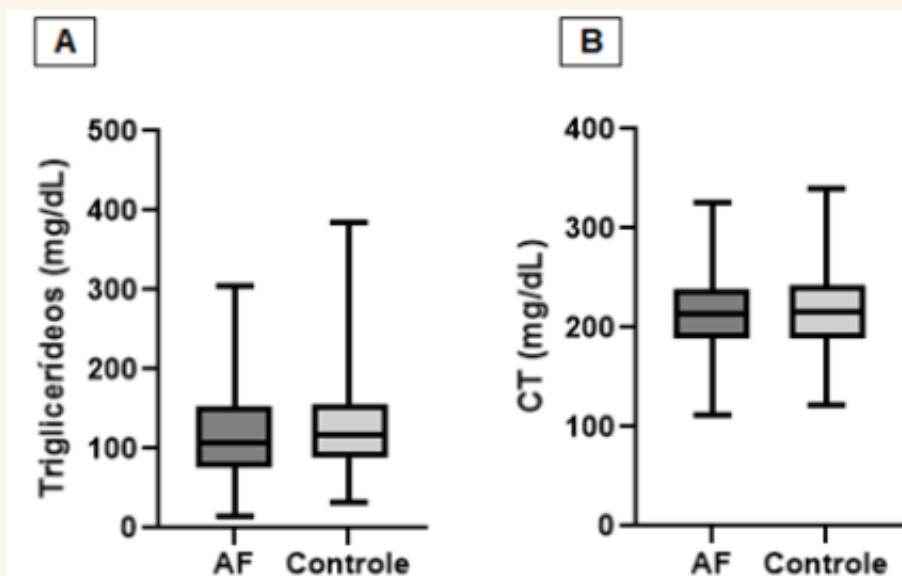 A
Triglicerídeos (mg/dL)
500
400
300
200
100
0
AF Controle
B
CT (mg/dL)
400
300
200
100
0
AF Controle